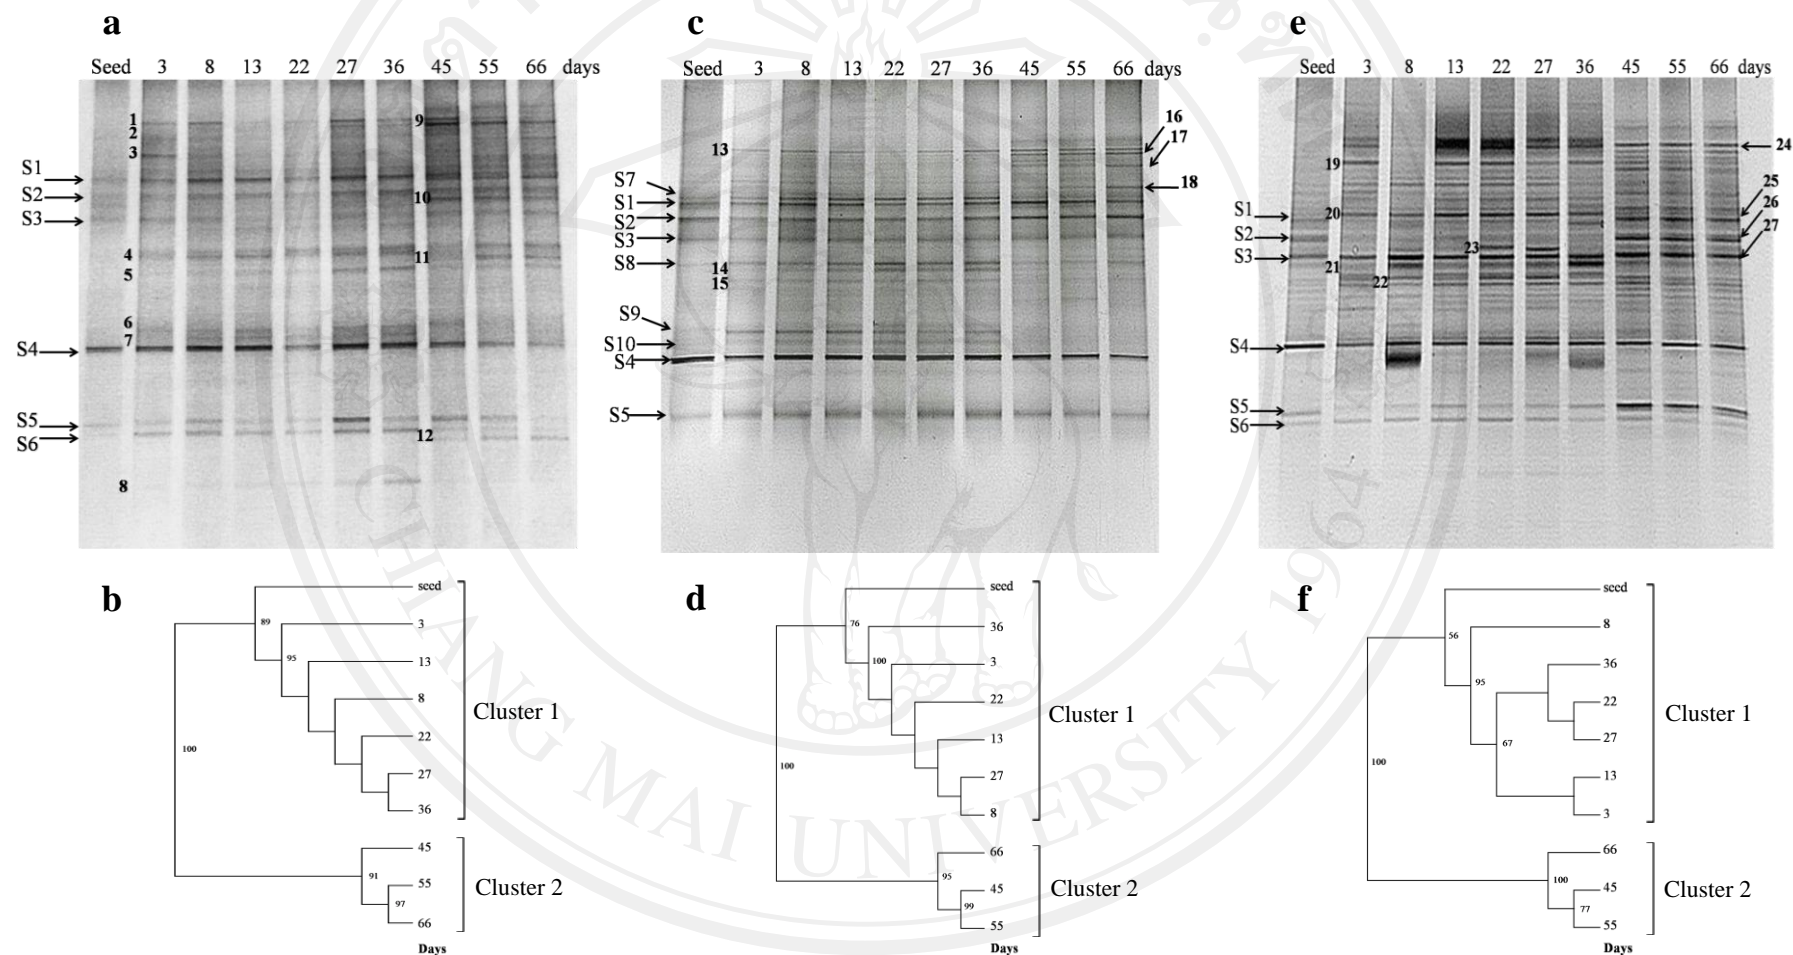 a
Seed 3 8 13 22 27 36 45 55 66 days
1
2
3
4
5
6
7
8
9
10
11
12
S1
S2
S3
S4
S5
S6
c
Seed 3 8 13 22 27 36 45 55 66 days
13
14
15
16
17
18
S7
S1
S2
S3
S8
S9
S10
S4
S5
e
Seed 3 8 13 22 27 36 45 55 66 days
19
20
21
22
23
24
25
26
27
S1
S2
S3
S4
S5
S6
b
seed
3
13
8
22
27
36
45
55
66
Days
89
95
100
91
97
Cluster 1
Cluster 2
d
seed
36
3
22
13
27
8
66
45
55
Days
76
100
100
95
99
Cluster 1
Cluster 2
f
seed
8
36
22
27
13
3
66
45
55
Days
56
95
67
100
100
77
Cluster 1
Cluster 2
CHIANG MAI UNIVERSITY 1964